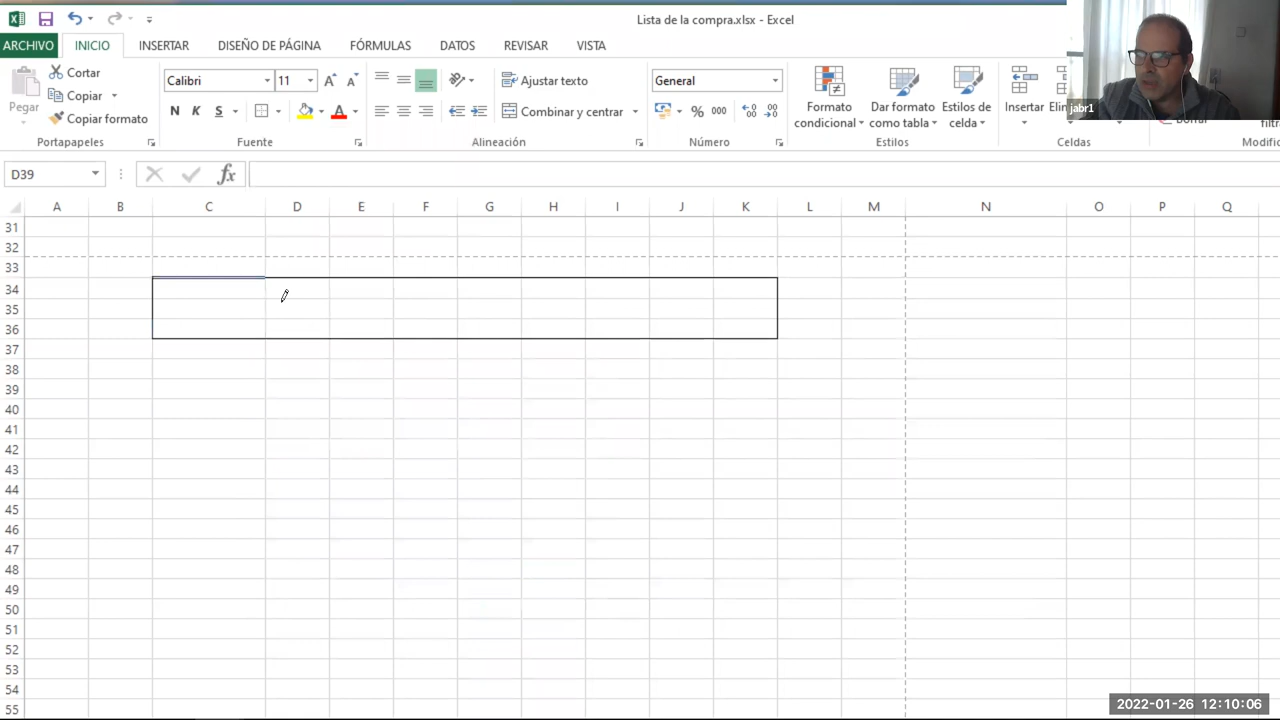 Lista de la compra.xlsx - Excel
ARCHIVO INICIO INSERTAR DISEÑO DE PÁGINA FÓRMULAS DATOS REVISAR VISTA
Pegar
Cortar
Copiar
Copiar formato
Portapapeles
Calibri 11
N K S A
Fuente
Ajustar texto
Combinar y centrar
Alineación
General
% 000
Número
Formato condicional
Dar formato como tabla
Estilos de celda
Estilos
Insertar
Celdas
jabr1
D39
fx
A B C D E F G H I J K L M N O P Q
31
32
33
34
35
36
37
38
39
40
41
42
43
44
45
46
47
48
49
50
51
52
53
54
55
2022-01-26 12:10:06